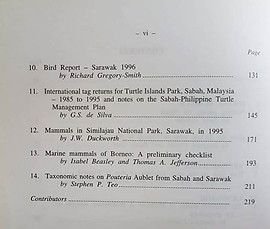 – vi –
Page
10. Bird Report – Sarawak 1996
by Richard Gregory-Smith 131
11. International tag returns for Turtle Islands Park, Sabah, Malaysia
– 1985 to 1995 and notes on the Sabah-Philippine Turtle
Management Plan
by G.S. de Silva 145
12. Mammals in Similajau National Park, Sarawak, in 1995
by J.W. Duckworth 171
13. Marine mammals of Borneo: A preliminary checklist
by Isabel Beasley and Thomas A. Jefferson 193
14. Taxonomic notes on Pouteria Aublet from Sabah and Sarawak
by Stephen P. Teo 211
Contributors 219